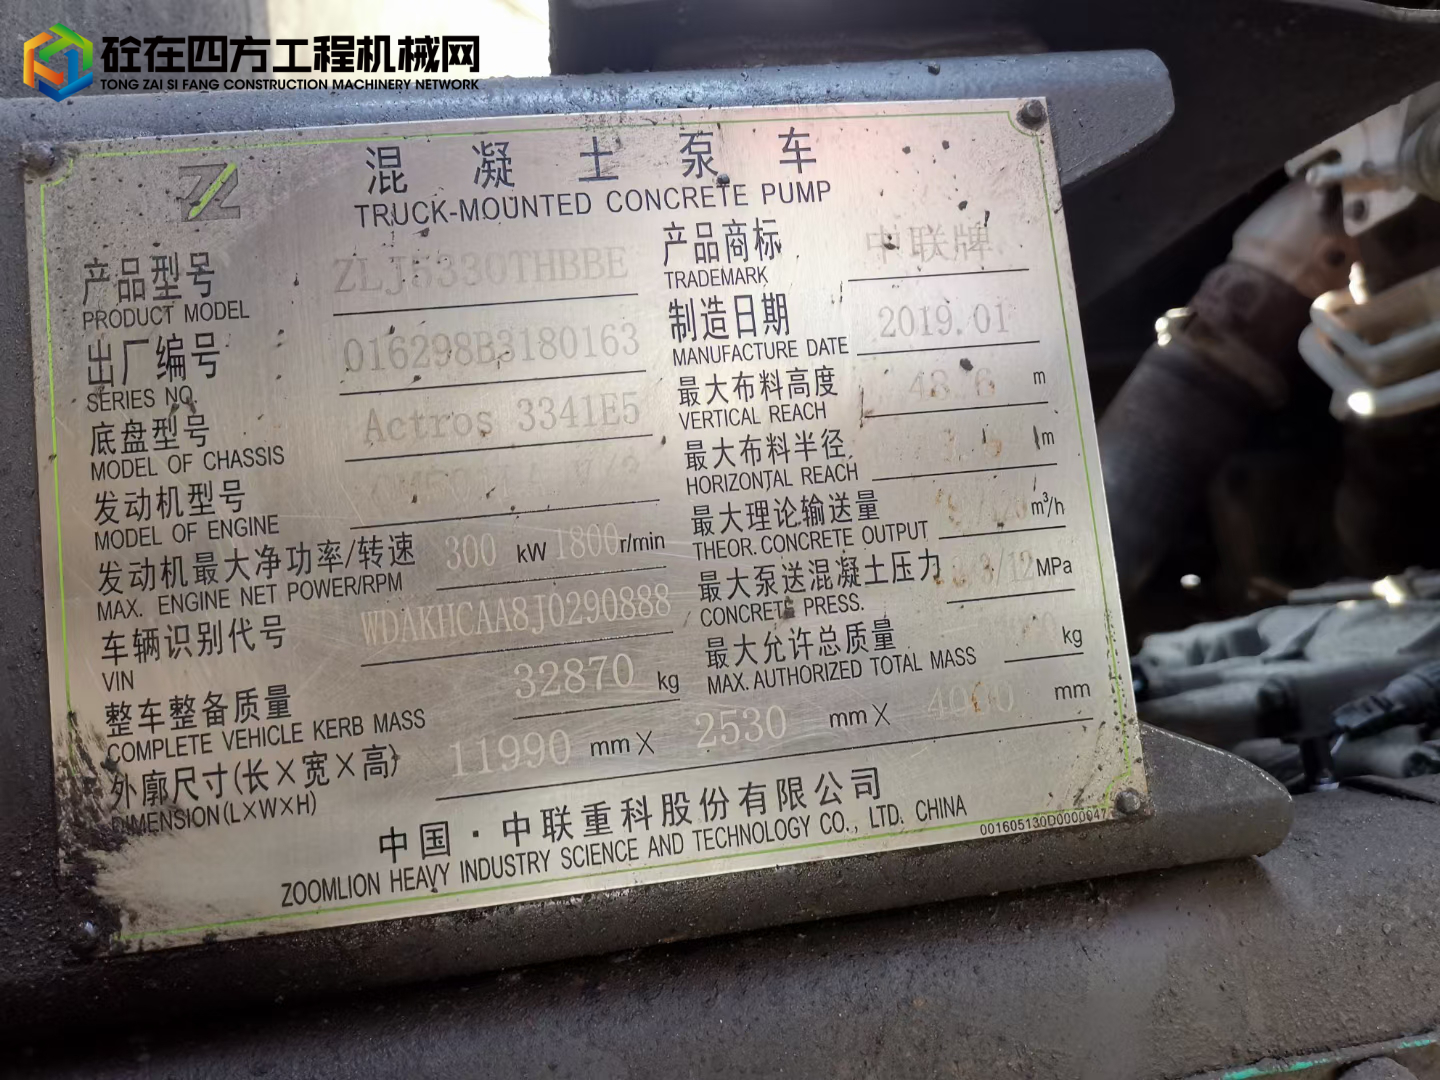 砼在四方工程机械网
TONG ZAI SI FANG CONSTRUCTION MACHINERY NETWORK
混凝土泵车
TRUCK-MOUNTED CONCRETE PUMP
产品型号 ZLJ5330THBBE
PRODUCT MODEL
产品商标 中联牌
TRADEMARK
出厂编号 016298B3180163
SERIES NO.
制造日期 2019.01
MANUFACTURE DATE
底盘型号 Actros 3341E5
MODEL OF CHASSIS
最大布料高度 48.6 m
VERTICAL REACH
发动机型号
MODEL OF ENGINE
最大布料半径 m
HORIZONTAL REACH
发动机最大净功率/转速 300 kW 1800 r/min
MAX. ENGINE NET POWER/RPM
最大理论输送量 m³/h
THEOR. CONCRETE OUTPUT
车辆识别代号 WDAKHCAA8J0290888
VIN
最大泵送混凝土压力 /12 MPa
CONCRETE PRESS.
整车整备质量 32870 kg
COMPLETE VEHICLE KERB MASS
最大允许总质量 kg
MAX. AUTHORIZED TOTAL MASS
外廓尺寸(长×宽×高) 11990 mm× 2530 mm× mm
DIMENSION(L×W×H)
中国·中联重科股份有限公司
ZOOMLION HEAVY INDUSTRY SCIENCE AND TECHNOLOGY CO., LTD. CHINA
001605130D0000047